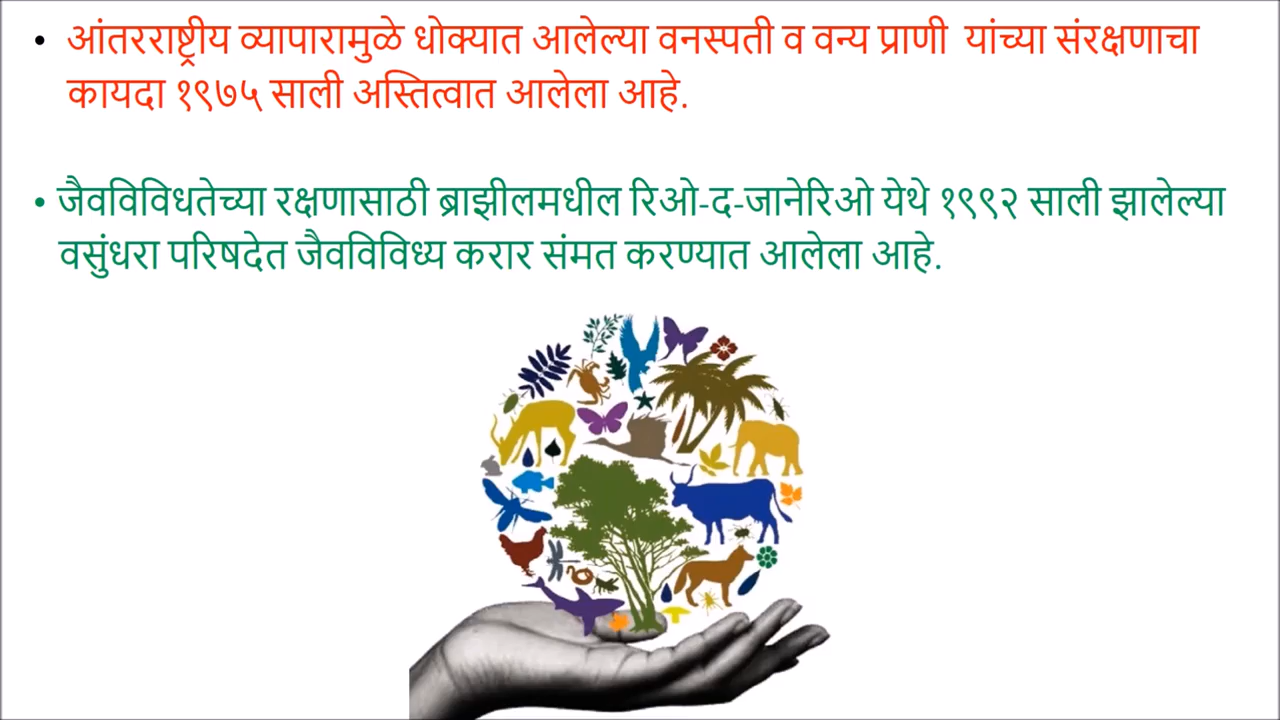 • आंतरराष्ट्रीय व्यापारामुळे धोक्यात आलेल्या वनस्पती व वन्य प्राणी यांच्या संरक्षणाचा
कायदा १९७५ साली अस्तित्वात आलेला आहे.
• जैवविविधतेच्या रक्षणासाठी ब्राझीलमधील रिओ-द-जानेरिओ येथे १९९२ साली झालेल्या
वसुंधरा परिषदेत जैवविविध्य करार संमत करण्यात आलेला आहे.